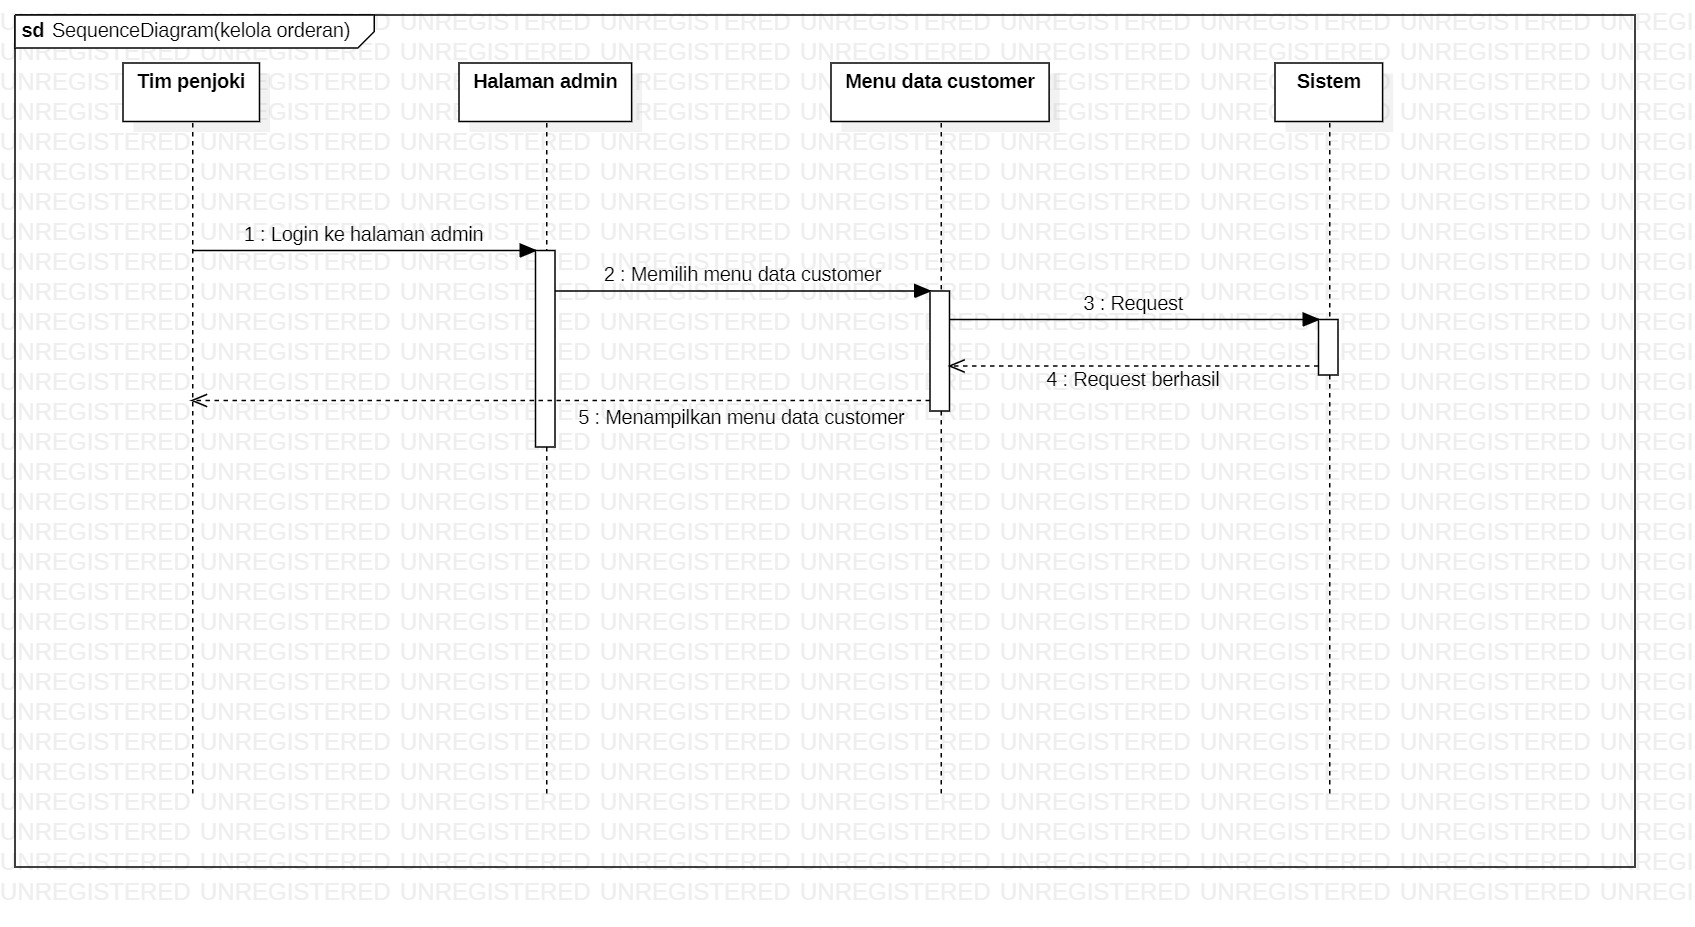 sd SequenceDiagram(kelola orderan)
Tim penjoki
Halaman admin
Menu data customer
Sistem
1 : Login ke halaman admin
2 : Memilih menu data customer
3 : Request
4 : Request berhasil
5 : Menampilkan menu data customer
UNREGISTERED